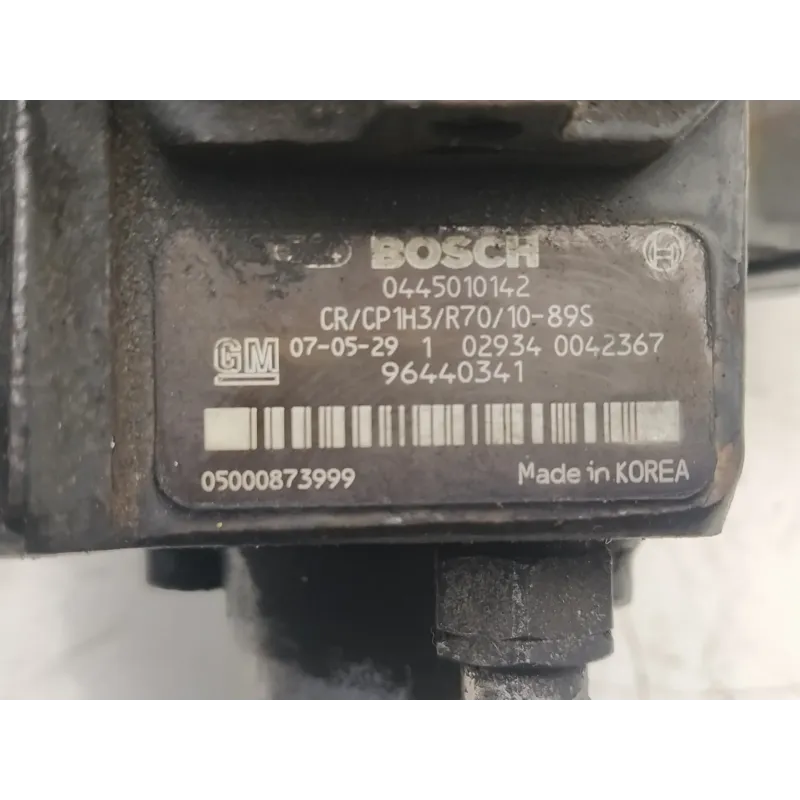 BOSCH
0445010142
CR/CP1H3/R70/10-89S
GM 07-05-29 1 02934 0042367
96440341
05000873999 Made in KOREA